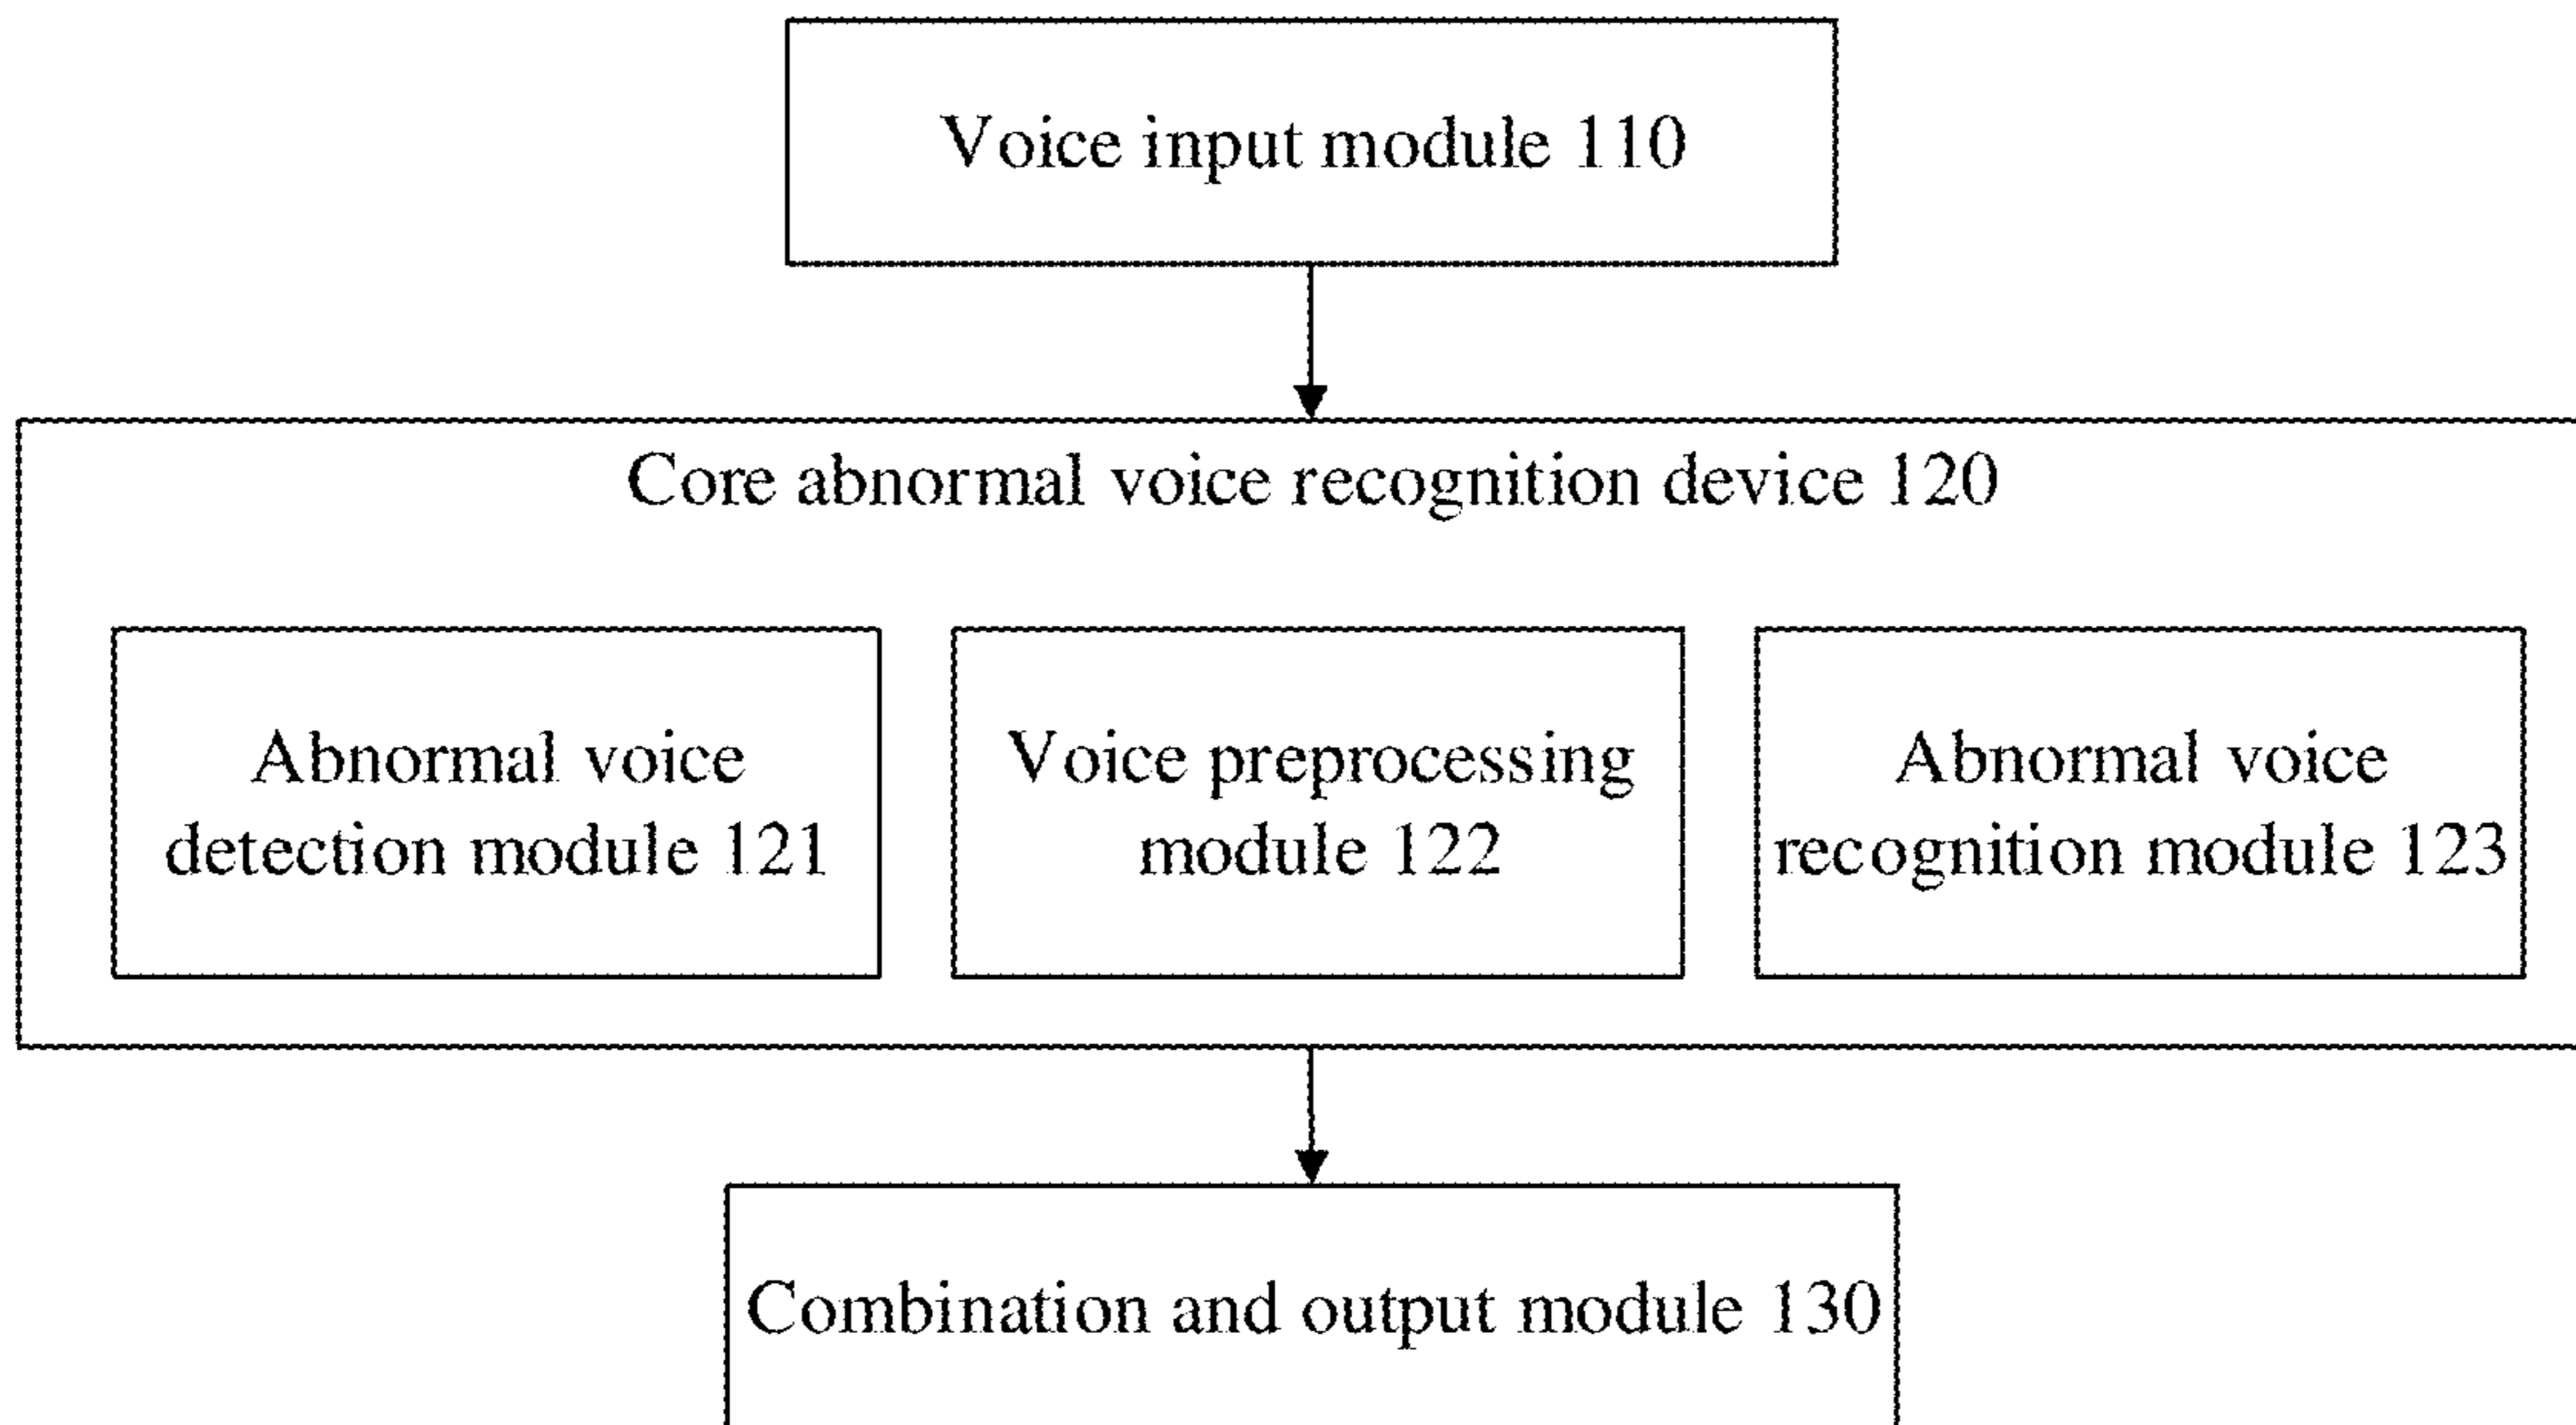 Voice input module 110
Core abnormal voice recognition device 120
Abnormal voice
detection module 121
Voice preprocessing
module 122
Abnormal voice
recognition module 123
Combination and output module 130